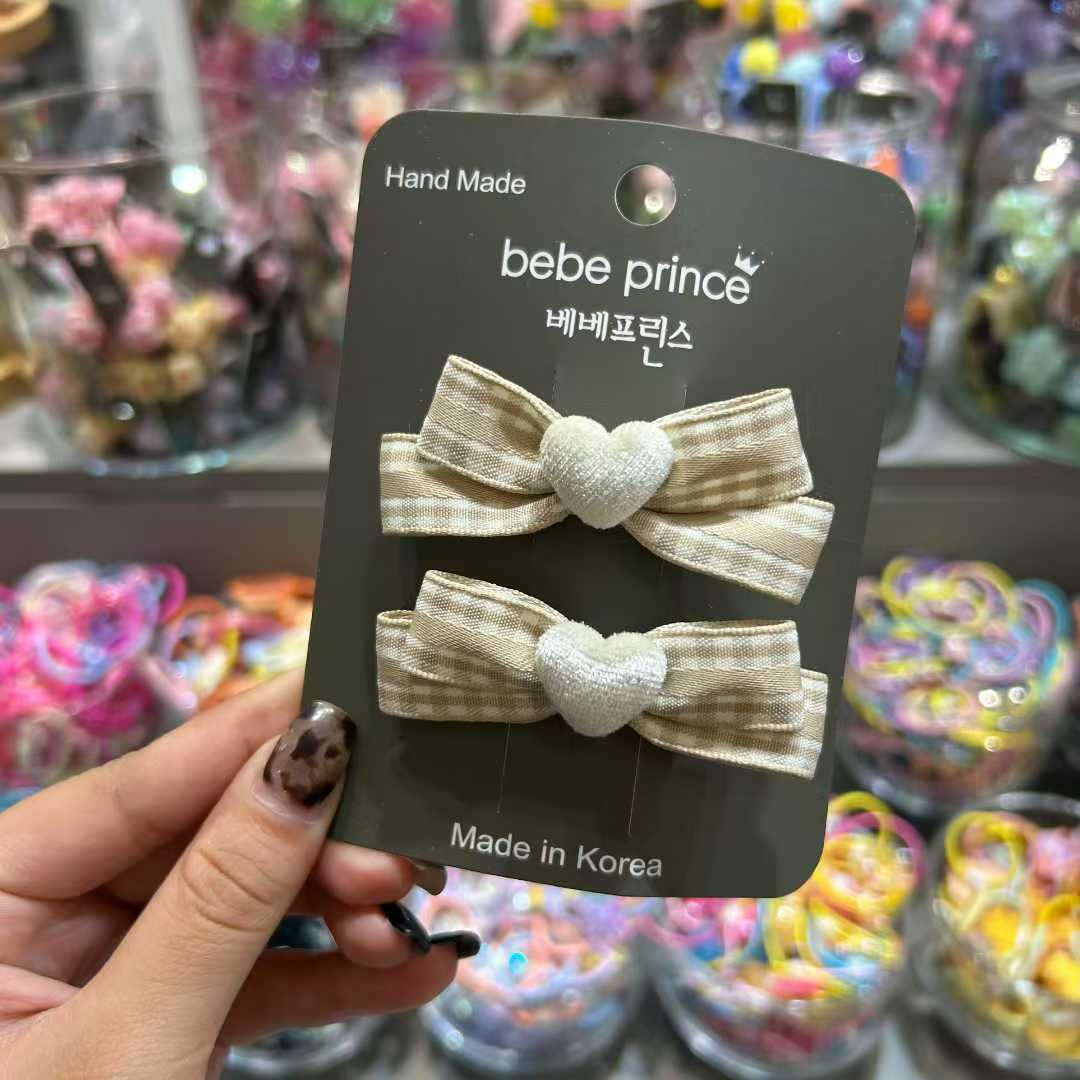 Hand Made
bebe prince
베베프린스
Made in Korea